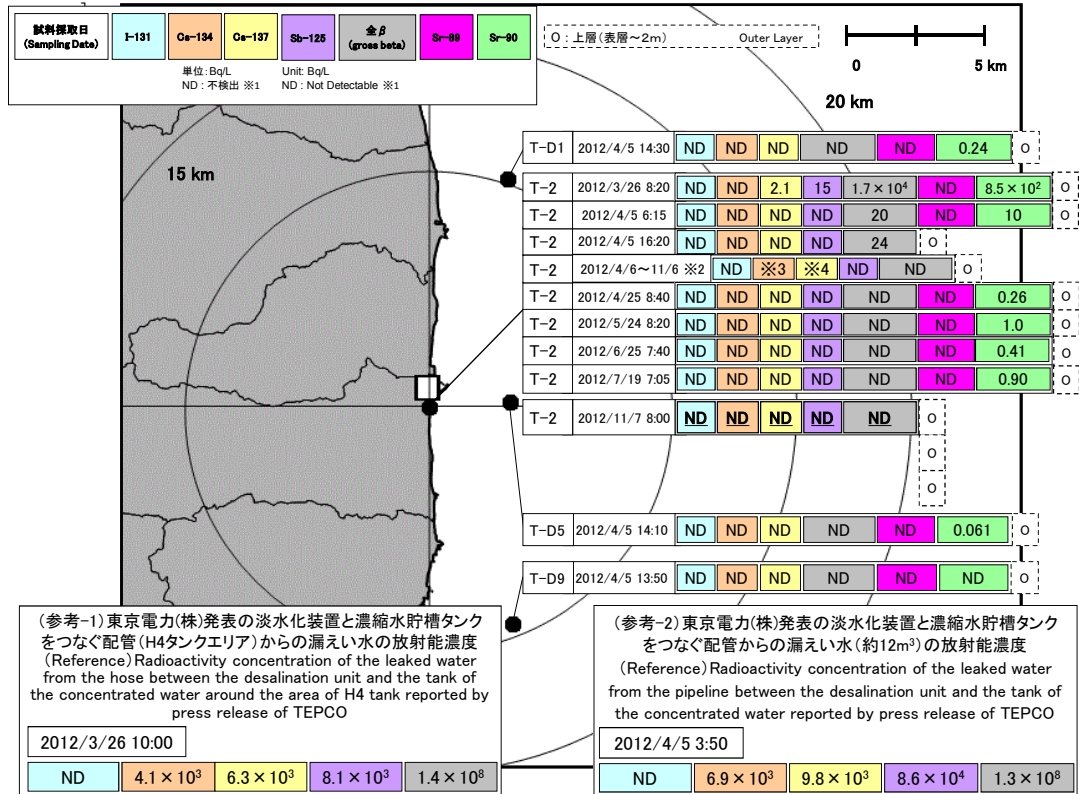 試料採取日
(Sampling Date)
I-131
Cs-134
Cs-137
Sb-125
全β
(gross beta)
Sr-89
Sr-90
単位:Bq/L Unit: Bq/L
ND : 不検出 ※1 ND : Not Detectable ※1
O : 上層(表層～2m) Outer Layer
0 5 km
20 km
15 km
T-D1 2012/4/5 14:30 ND ND ND ND ND 0.24 O
T-2 2012/3/26 8:20 ND ND 2.1 15 1.7×10⁴ ND 8.5×10² O
T-2 2012/4/5 6:15 ND ND ND ND 20 ND 10 O
T-2 2012/4/5 16:20 ND ND ND ND 24 O
T-2 2012/4/6～11/6 ※2 ND ※3 ※4 ND ND O
T-2 2012/4/25 8:40 ND ND ND ND ND ND 0.26 O
T-2 2012/5/24 8:20 ND ND ND ND ND ND 1.0 O
T-2 2012/6/25 7:40 ND ND ND ND ND ND 0.41 O
T-2 2012/7/19 7:05 ND ND ND ND ND ND 0.90 O
T-2 2012/11/7 8:00 ND ND ND ND ND O
O
O
T-D5 2012/4/5 14:10 ND ND ND ND ND 0.061 O
T-D9 2012/4/5 13:50 ND ND ND ND ND ND O
(参考-1)東京電力(株)発表の淡水化装置と濃縮水貯槽タンク
をつなぐ配管(H4タンクエリア)からの漏えい水の放射能濃度
(Reference)Radioactivity concentration of the leaked water
from the hose between the desalination unit and the tank of
the concentrated water around the area of H4 tank reported by
press release of TEPCO
2012/3/26 10:00
ND 4.1×10³ 6.3×10³ 8.1×10³ 1.4×10⁸
(参考-2)東京電力(株)発表の淡水化装置と濃縮水貯槽タンク
をつなぐ配管からの漏えい水(約12m³)の放射能濃度
(Reference)Radioactivity concentration of the leaked water
from the pipeline between the desalination unit and the tank of
the concentrated water reported by press release of TEPCO
2012/4/5 3:50
ND 6.9×10³ 9.8×10³ 8.6×10⁴ 1.3×10⁸